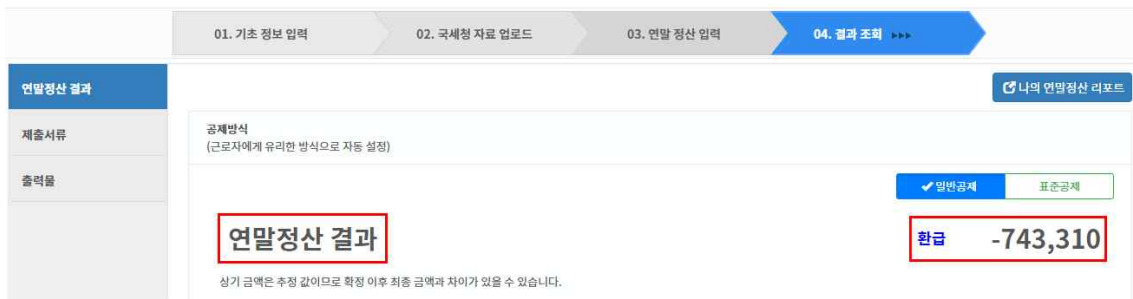 01. 기초 정보 입력
02. 국세청 자료 업로드
03. 연말 정산 입력
04. 결과 조회 ▶▶▶
연말정산 결과
제출서류
출력물
나의 연말정산 리포트
공제방식
(근로자에게 유리한 방식으로 자동 설정)
✔ 일반공제
표준공제
연말정산 결과
환급 -743,310
상기 금액은 추정 값이므로 확정 이후 최종 금액과 차이가 있을 수 있습니다.